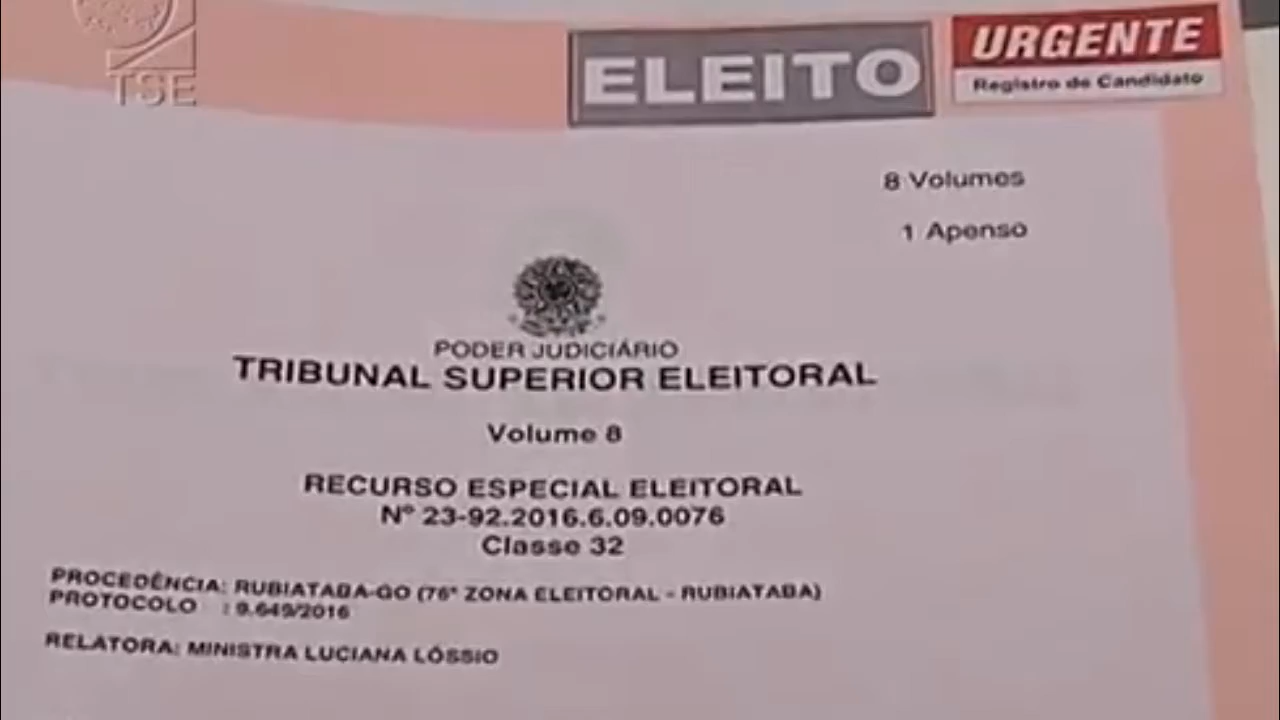 TSE
ELEITO
URGENTE
Registro de Candidato
8 Volumes
1 Apenso
PODER JUDICIÁRIO
TRIBUNAL SUPERIOR ELEITORAL
Volume 8
RECURSO ESPECIAL ELEITORAL
Nº 23-92.2016.6.09.0076
Classe 32
PROCEDÊNCIA: RUBIATABA-GO (76ª ZONA ELEITORAL - RUBIATABA)
PROTOCOLO : 9.649/2016
RELATORA: MINISTRA LUCIANA LÓSSIO